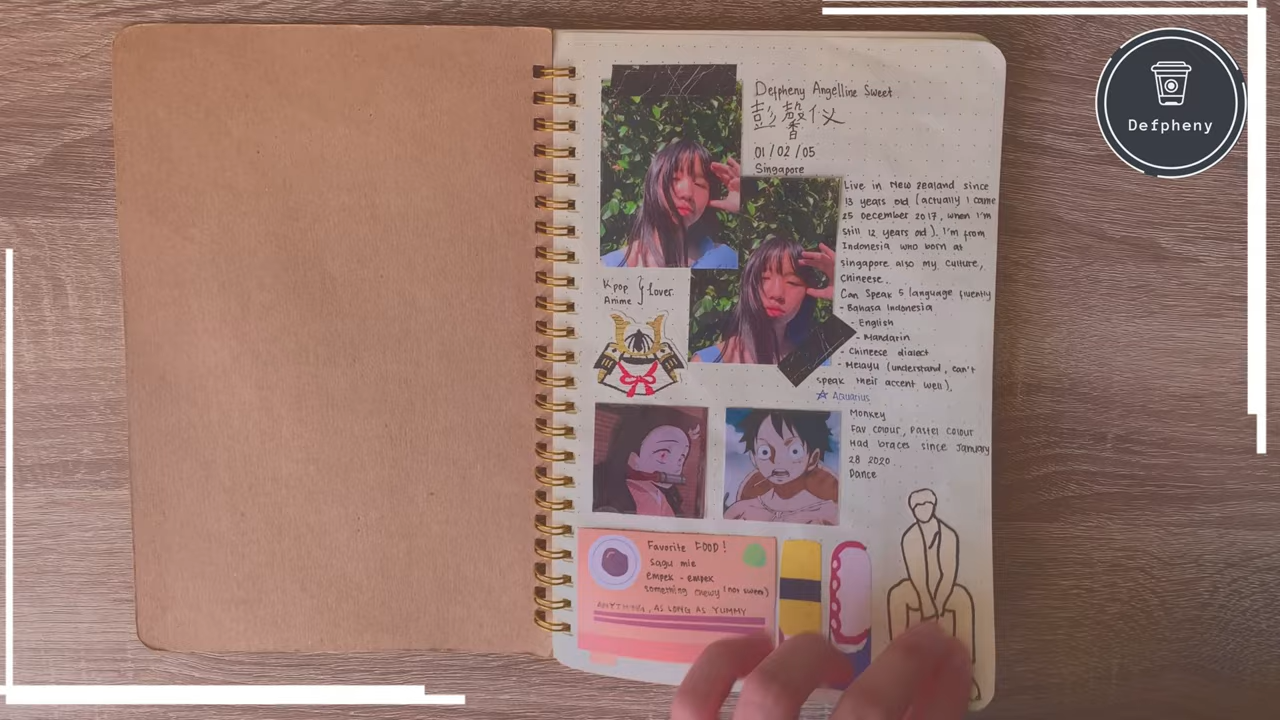 Defpheny Angelline Sweet
彭馨仪
01/02/05
Singapore
Live in New Zealand since
13 years old (actually I came
25 December 2017, when I'm
still 12 years old). I'm from
Indonesia who born at
singapore also my culture,
chineese.
Can speak 5 language fluently
- Bahasa Indonesia
- English
- Mandarin
- Chineese dialect
- Melayu (understand, can't
speak their accent well).
☆ Aquarius
Monkey
Fav colour, pastel colour
Had braces since January
28 2020
Dance
Kpop } lover
Anime
Favorite FOOD!
sagu mie
empek - empek
something chewy (not sweet)
ANYTHING, AS LONG AS YUMMY
Defpheny